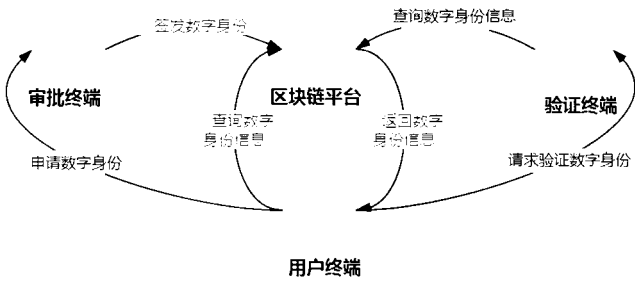 签发数字身份
查询数字身份信息
审批终端
区块链平台
验证终端
查询数字
身份信息
返回数字
身份信息
申请数字身份
请求验证数字身份
用户终端